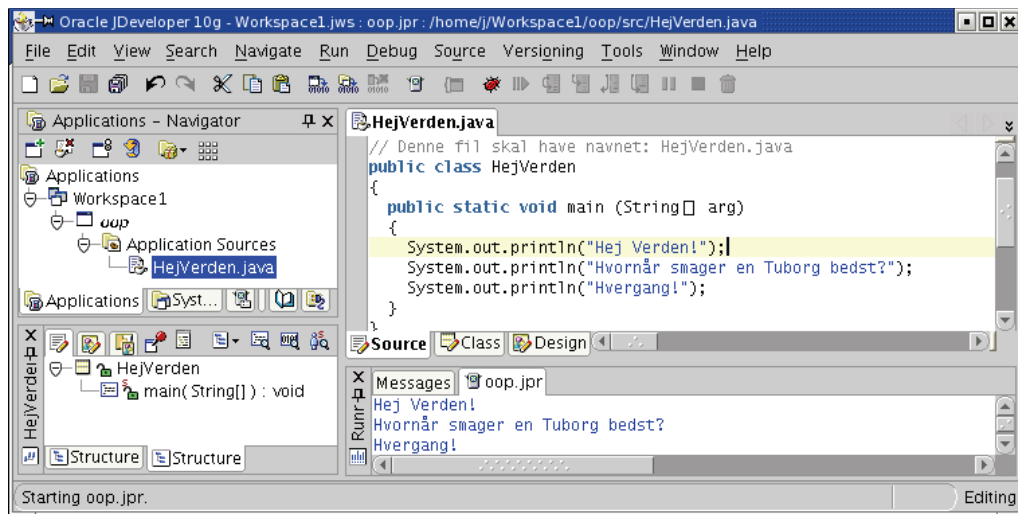 Oracle JDeveloper 10g - Workspace1.jws : oop.jpr : /home/j/Workspace1/oop/src/HejVerden.java
File Edit View Search Navigate Run Debug Source Versioning Tools Window Help
Applications - Navigator
Applications
Workspace1
oop
Application Sources
HejVerden.java
Applications Syst...
HejVerden.java
// Denne fil skal have navnet: HejVerden.java
public class HejVerden
{
public static void main (String[] arg)
{
System.out.println("Hej Verden!");
System.out.println("Hvornår smager en Tuborg bedst?");
System.out.println("Hvergang!");
}
}
Source Class Design
HejVerden
HejVerden
main( String[] ) : void
Structure Structure
Runr
Messages oop.jpr
Hej Verden!
Hvornår smager en Tuborg bedst?
Hvergang!
Starting oop.jpr.
Editing